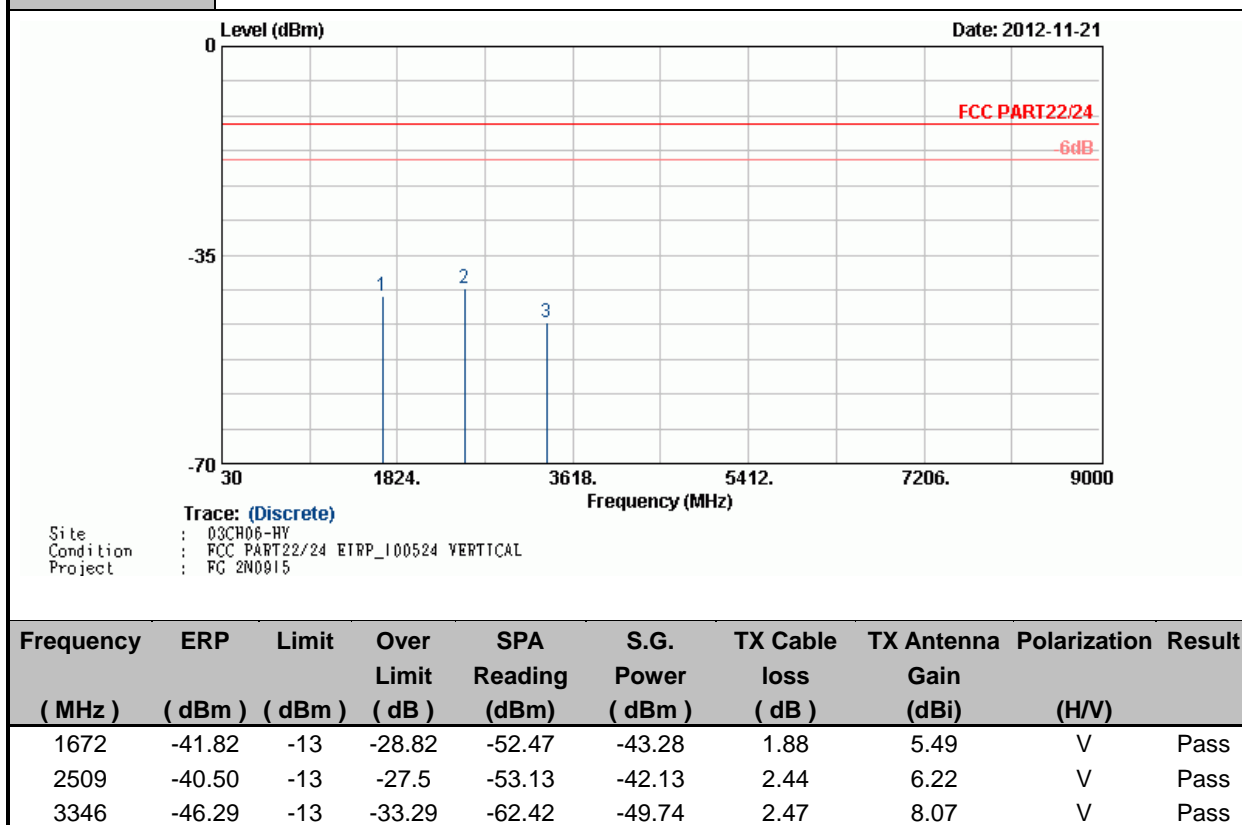 Level (dBm) Date: 2012-11-21
0
FCC PART22/24
-6dB
-35
1 2 3
-70
30 1824. 3618. 5412. 7206. 9000
Frequency (MHz)
Trace: (Discrete)
Site : 03CH06-HY
Condition : FCC PART22/24 EIRP_100524 VERTICAL
Project : FG 2N0915
Frequency ERP Limit Over SPA S.G. TX Cable TX Antenna Polarization Result
Limit Reading Power loss Gain
( MHz ) ( dBm ) ( dBm ) ( dB ) (dBm) ( dBm ) ( dB ) (dBi) (H/V)
1672 -41.82 -13 -28.82 -52.47 -43.28 1.88 5.49 V Pass
2509 -40.50 -13 -27.5 -53.13 -42.13 2.44 6.22 V Pass
3346 -46.29 -13 -33.29 -62.42 -49.74 2.47 8.07 V Pass